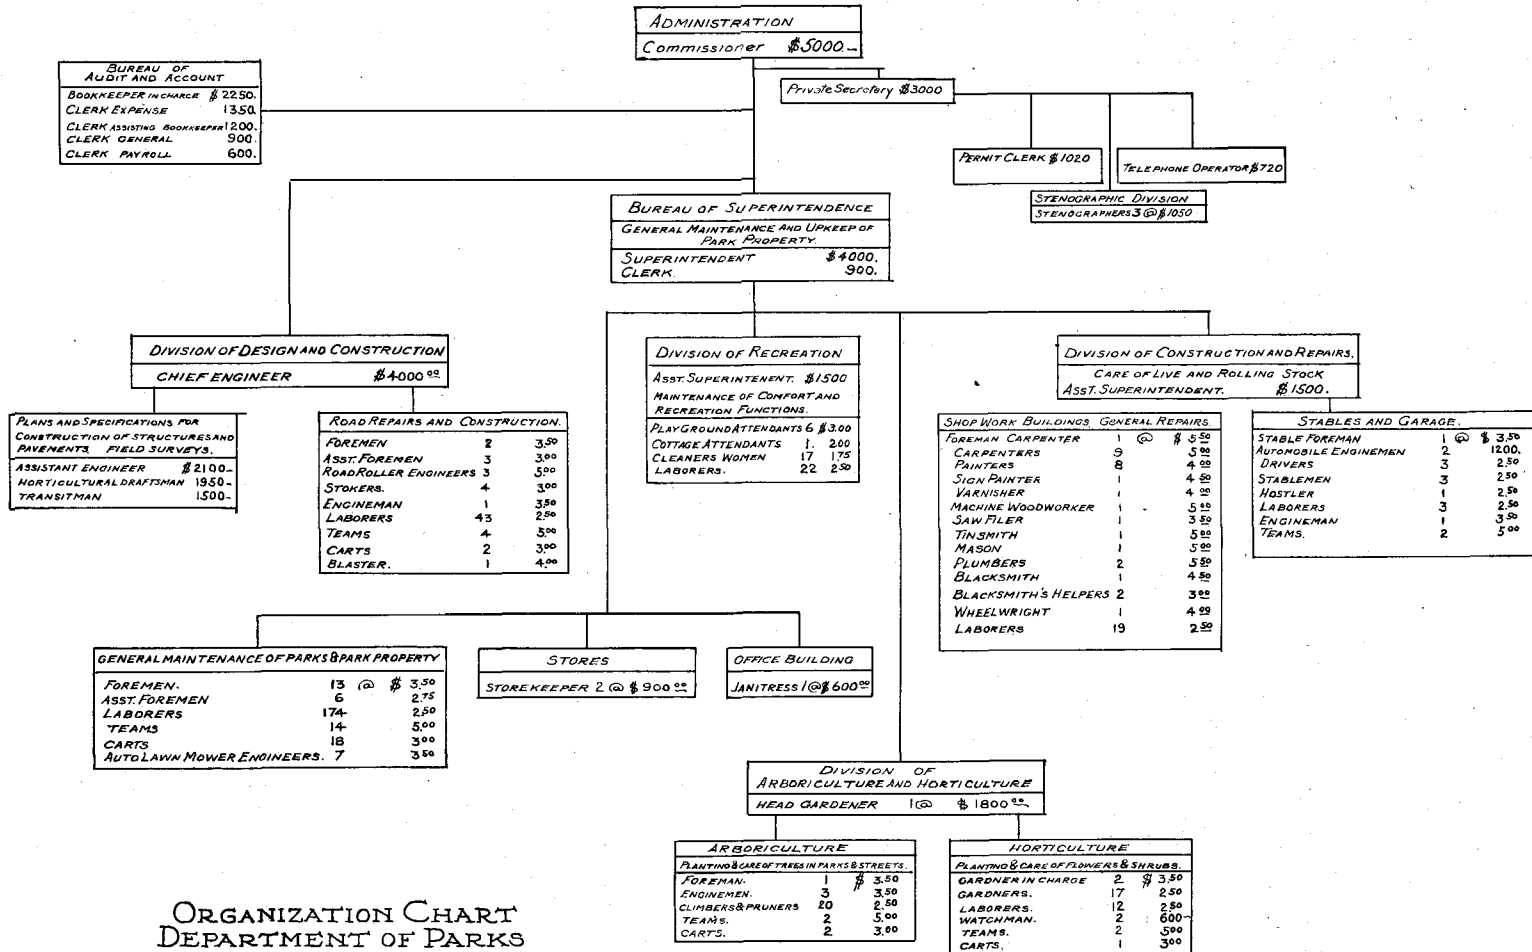 ADMINISTRATION
Commissioner $5000.-
BUREAU OF
AUDIT AND ACCOUNT
BOOKKEEPER IN CHARGE $2250.
CLERK EXPENSE 1350.
CLERK ASSISTING BOOKKEEPER 1200.
CLERK GENERAL 900.
CLERK PAYROLL 600.
Private Secretary $3000
PERMIT CLERK $1020
TELEPHONE OPERATOR $720
STENOGRAPHIC DIVISION
STENOGRAPHERS 3 @ $1050
BUREAU OF SUPERINTENDENCE
GENERAL MAINTENANCE AND UPKEEP OF
PARK PROPERTY.
SUPERINTENDENT $4000.
CLERK. 900.
DIVISION OF DESIGN AND CONSTRUCTION
CHIEF ENGINEER $4000 00
PLANS AND SPECIFICATIONS FOR
CONSTRUCTION OF STRUCTURES AND
PAVEMENTS, FIELD SURVEYS.
ASSISTANT ENGINEER $2100-
HORTICULTURAL DRAFTSMAN 1950-
TRANSITMAN 1500-
ROAD REPAIRS AND CONSTRUCTION.
FOREMEN 2 3.50
ASST. FOREMEN 3 3.00
ROAD ROLLER ENGINEERS 3 5.00
STOKERS. 4 3.00
ENGINEMAN 1 3.50
LABORERS 43 2.50
TEAMS 4 5.00
CARTS 2 3.00
BLASTER. 1 4.00
DIVISION OF RECREATION
ASST. SUPERINTENENT. $1500
MAINTENANCE OF COMFORT AND
RECREATION FUNCTIONS.
PLAYGROUND ATTENDANTS 6 $3.00
COTTAGE ATTENDANTS 1. 2.00
CLEANERS WOMEN 17 1.75
LABORERS. 22 2.50
DIVISION OF CONSTRUCTION AND REPAIRS.
CARE OF LIVE AND ROLLING STOCK
ASST. SUPERINTENDENT. $1500.
SHOP WORK BUILDINGS, GENERAL REPAIRS.
FOREMAN CARPENTER 1 @ $5 50
CARPENTERS 9 5 00
PAINTERS 8 4 00
SIGN PAINTER 1 4 50
VARNISHER 1 4 00
MACHINE WOODWORKER 1 5 00
SAW FILER 1 3 50
TINSMITH 1 5 00
MASON 1 5 00
PLUMBERS 2 5 50
BLACKSMITH 1 4 50
BLACKSMITH'S HELPERS 2 3 00
WHEELWRIGHT 1 4 00
LABORERS 19 2 50
STABLES AND GARAGE.
STABLE FOREMAN 1 @ $3.50
AUTOMOBILE ENGINEMEN 2 1200.
DRIVERS 3 2.50
STABLEMEN 3 2.50
HOSTLER 1 2.50
LABORERS 3 2.50
ENGINEMAN 1 3.50
TEAMS. 2 5.00
GENERAL MAINTENANCE OF PARKS & PARK PROPERTY
FOREMEN. 13 @ $3.50
ASST. FOREMEN 6 2.75
LABORERS 174 2.50
TEAMS 14 5.00
CARTS 18 3.00
AUTO LAWN MOWER ENGINEERS. 7 3.50
STORES
STOREKEEPER 2 @ $900 00
OFFICE BUILDING
JANITRESS 1 @ $600 00
DIVISION OF
ARBORICULTURE AND HORTICULTURE
HEAD GARDENER 1 @ $1800 00
ARBORICULTURE
PLANTING & CARE OF TREES IN PARKS & STREETS.
FOREMAN. 1 $3.50
ENGINEMEN. 3 3.50
CLIMBERS & PRUNERS 20 2.50
TEAMS. 2 5.00
CARTS. 2 3.00
HORTICULTURE
PLANTING & CARE OF FLOWERS & SHRUBS.
GARDNER IN CHARGE 2 $3.50
GARDNERS. 17 2.50
LABORERS. 12 2.50
WATCHMAN. 2 600-
TEAMS. 2 5.00
CARTS. 1 3.00
ORGANIZATION CHART
DEPARTMENT OF PARKS